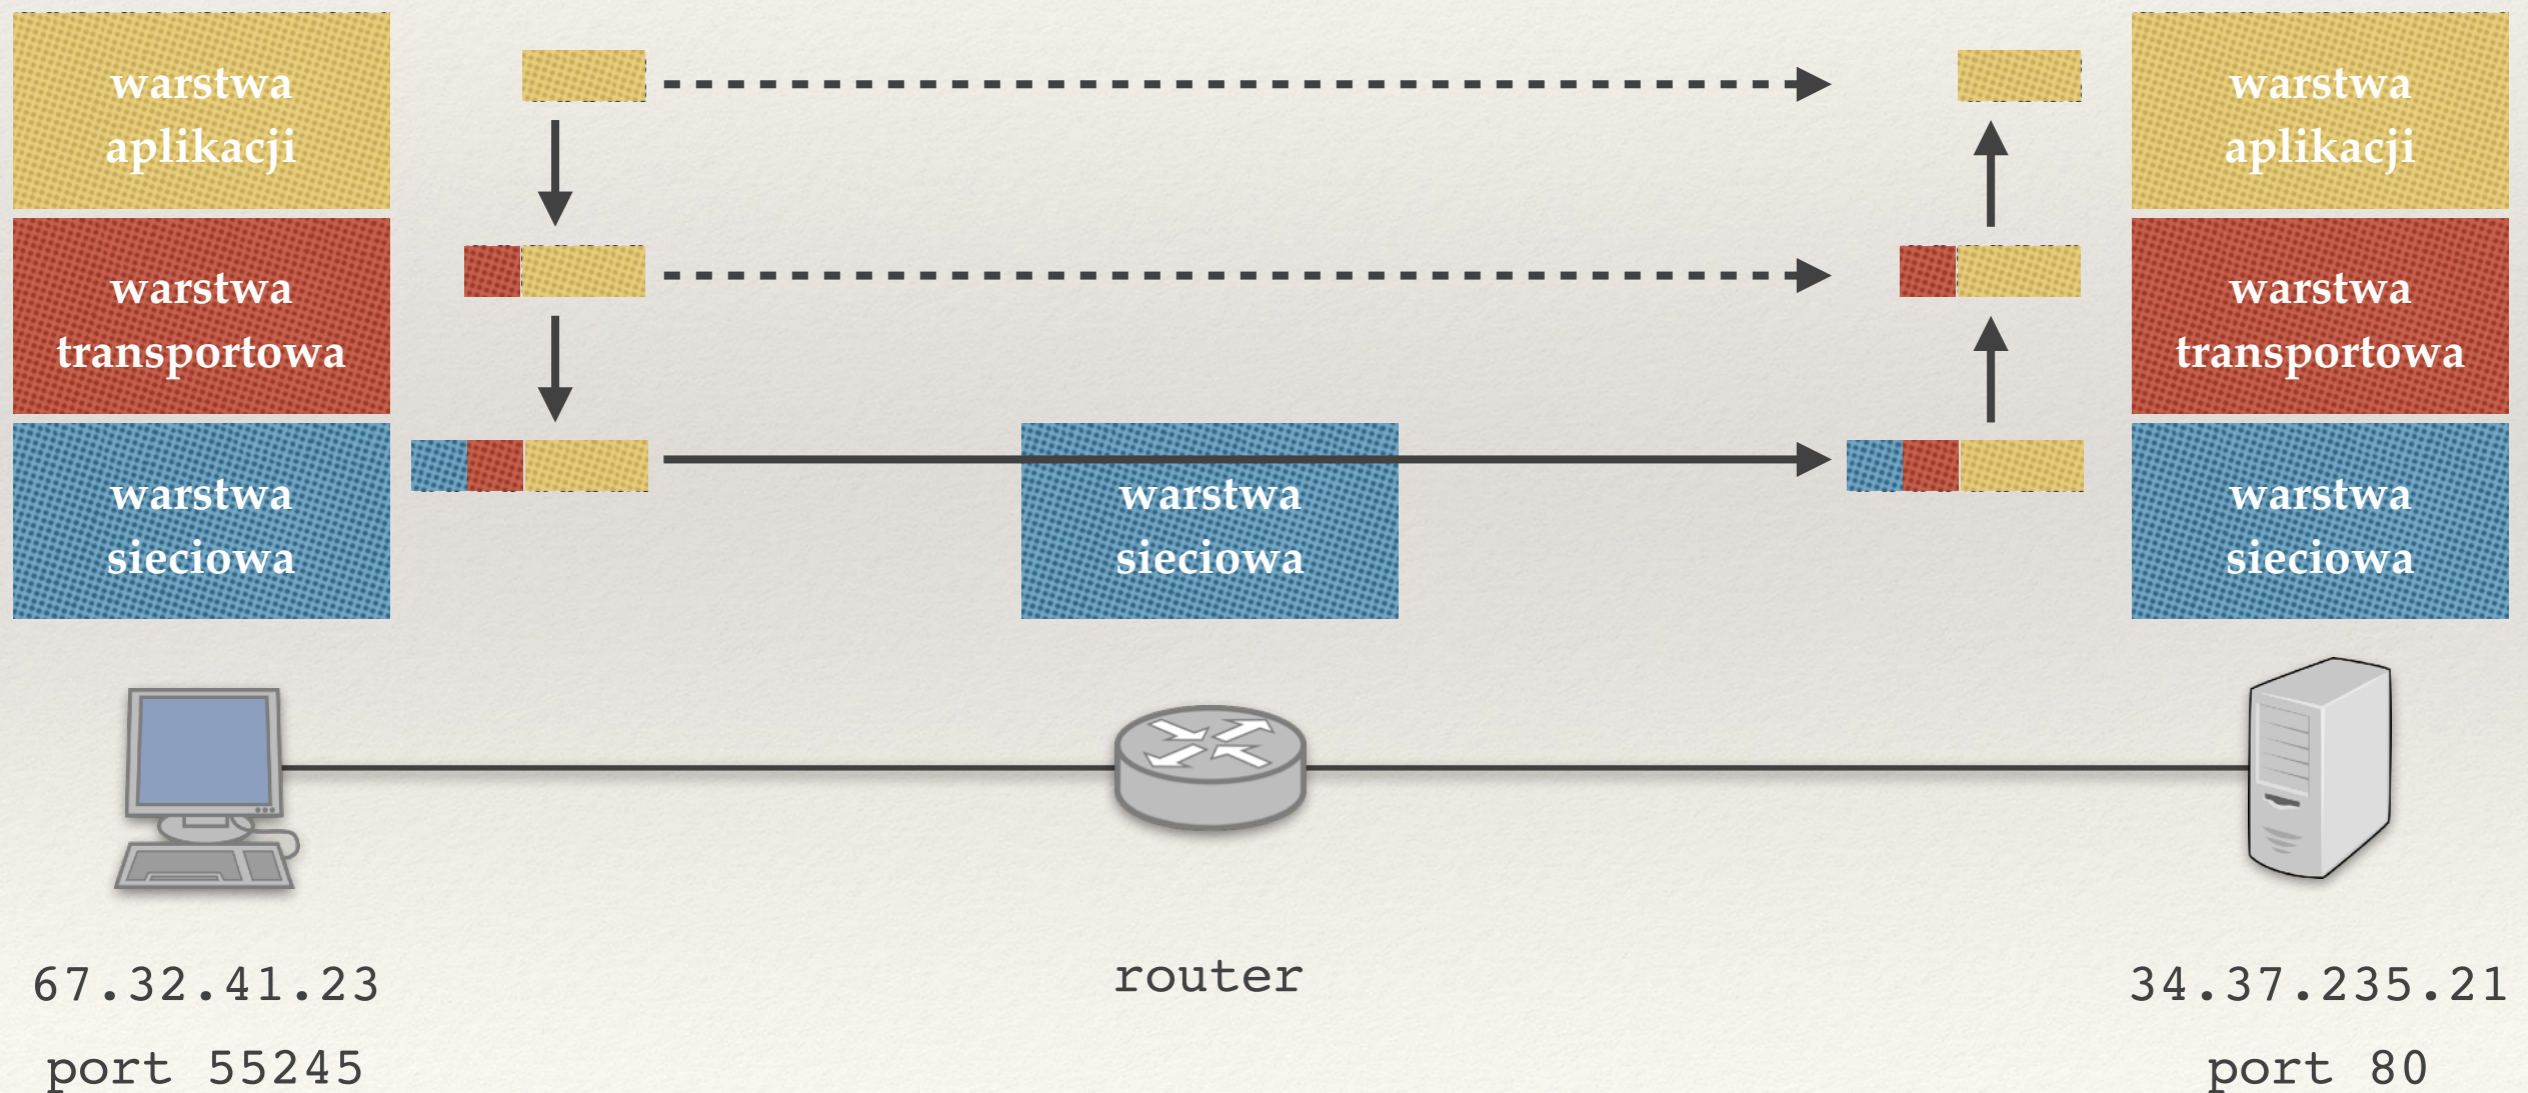 warstwa
aplikacji
warstwa
transportowa
warstwa
sieciowa
warstwa
sieciowa
warstwa
aplikacji
warstwa
transportowa
warstwa
sieciowa
67.32.41.23
port 55245
router
34.37.235.21
port 80